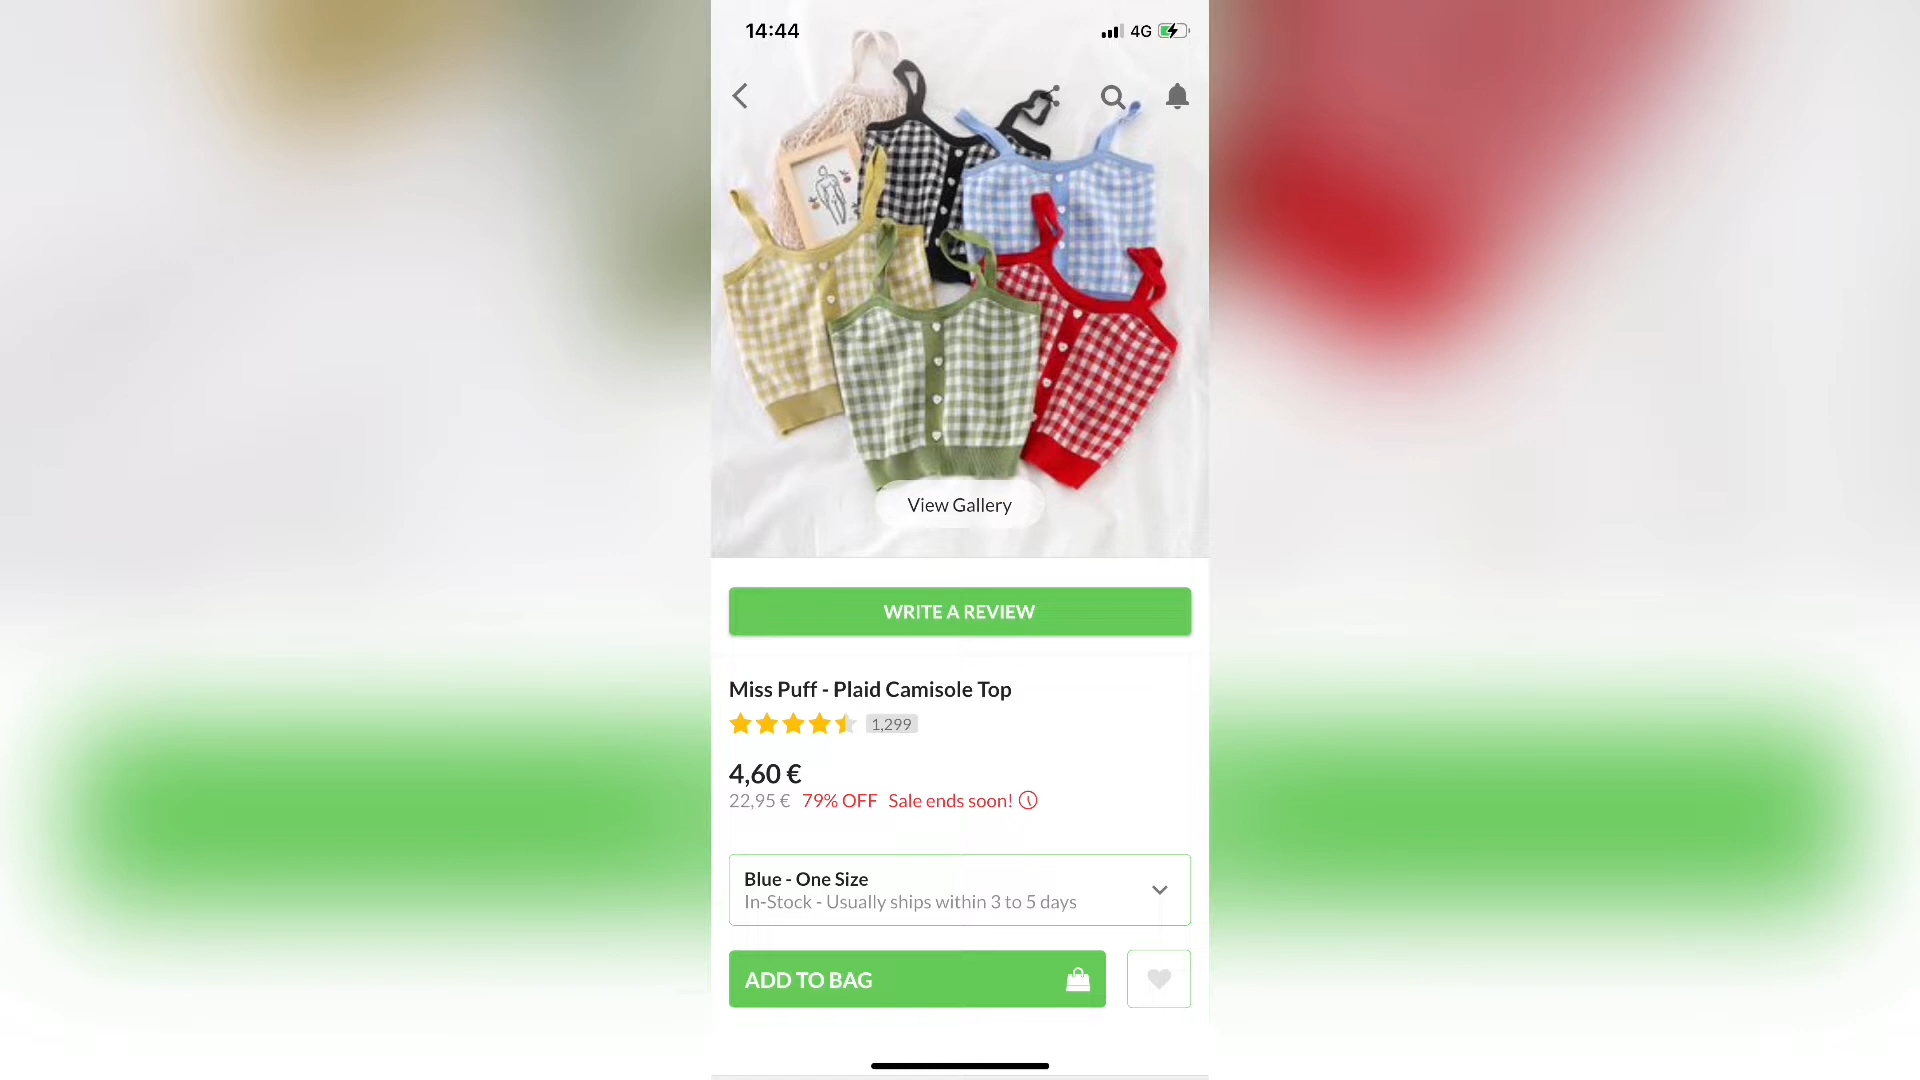 14:44
4G
View Gallery
WRITE A REVIEW
Miss Puff - Plaid Camisole Top
1,299
4,60 €
22,95 € 79% OFF Sale ends soon!
Blue - One Size
In-Stock - Usually ships within 3 to 5 days
ADD TO BAG